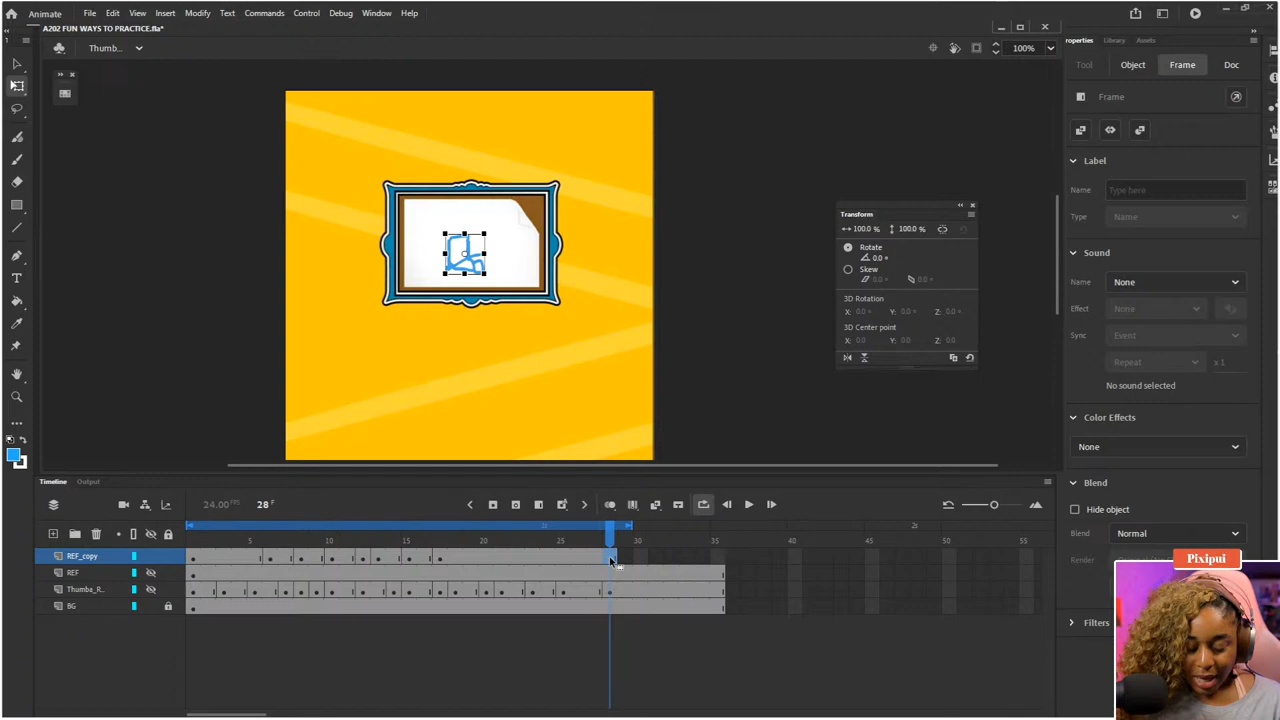 Animate
File Edit View Insert Modify Text Commands Control Debug Window Help
A202 FUN WAYS TO PRACTICE.fla*
Thumb...
100%
roperties Library Assets
Tool Object Frame Doc
Frame
Label
Name Type here
Type Name
Sound
Name None
Effect None
Sync Event
Repeat x 1
No sound selected
Color Effects
None
Blend
Hide object
Blend Normal
Render
Filters
Transform
100.0 % 100.0 %
Rotate
0.0 °
Skew
0.0 ° 0.0 °
3D Rotation
X: 0.0 ° Y: 0.0 ° Z: 0.0 °
3D Center point
X: 0.0 Y: 0.0 Z: 0.0
Timeline Output
24.00 FPS 28 F
1s 2s
5 10 15 20 25 30 35 40 45 50 55
REF_copy
REF
Thumbs_R...
BG
Pixipui